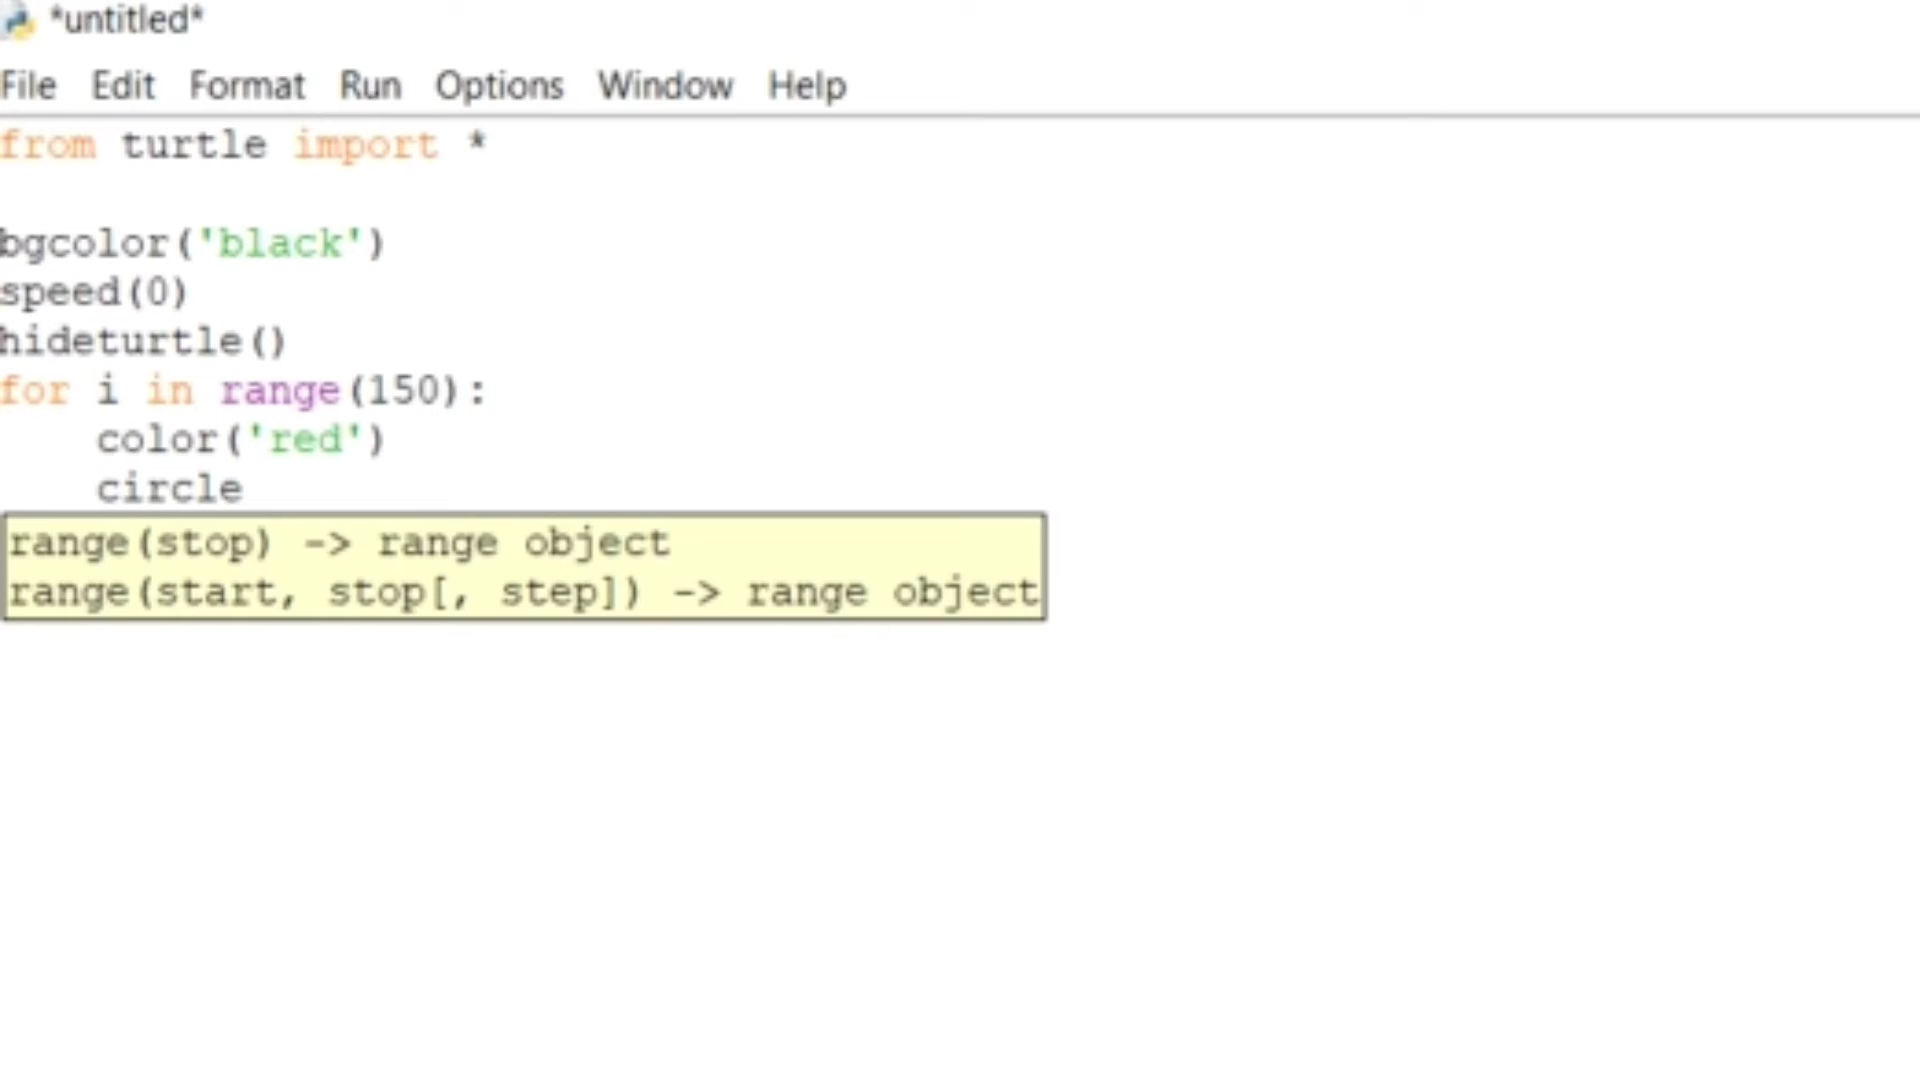 *untitled*
File Edit Format Run Options Window Help
from turtle import *
bgcolor('black')
speed(0)
hideturtle()
for i in range(150):
    color('red')
    circle
range(stop) -> range object
range(start, stop[, step]) -> range object